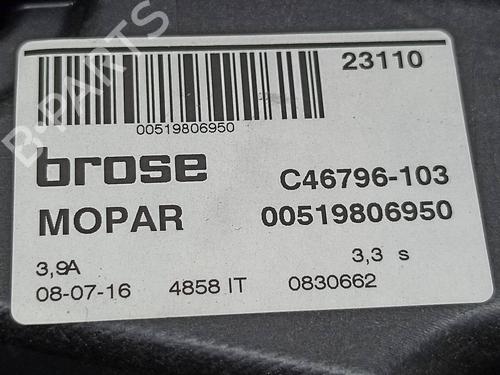 23110
00519806950
brose
C46796-103
MOPAR
00519806950
3,9A
3,3 s
08-07-16
4858 IT
0830662
B-PARTS